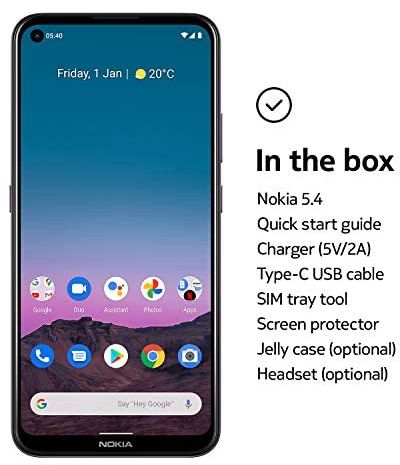 05:40
Friday, 1 Jan | 20°C
Google Duo Assistant Photos Apps
G Say "Hey Google"
NOKIA
In the box
Nokia 5.4
Quick start guide
Charger (5V/2A)
Type-C USB cable
SIM tray tool
Screen protector
Jelly case (optional)
Headset (optional)